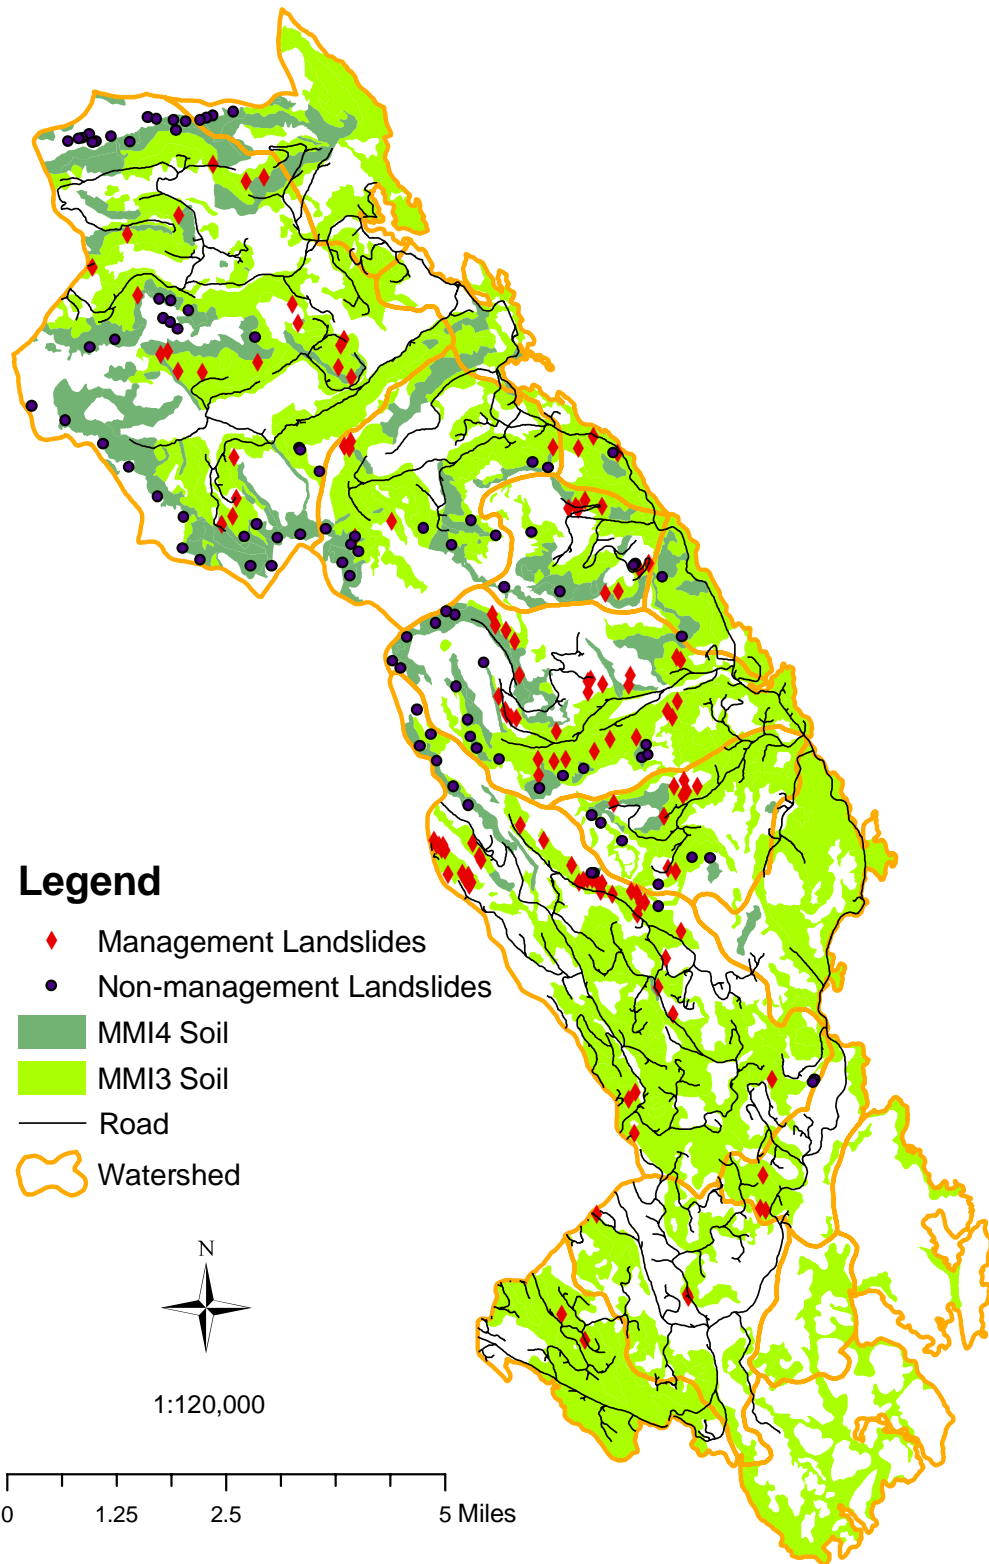 Legend
Management Landslides
Non-management Landslides
MMI4 Soil
MMI3 Soil
Road
Watershed
N
1:120,000
0 1.25 2.5 5 Miles